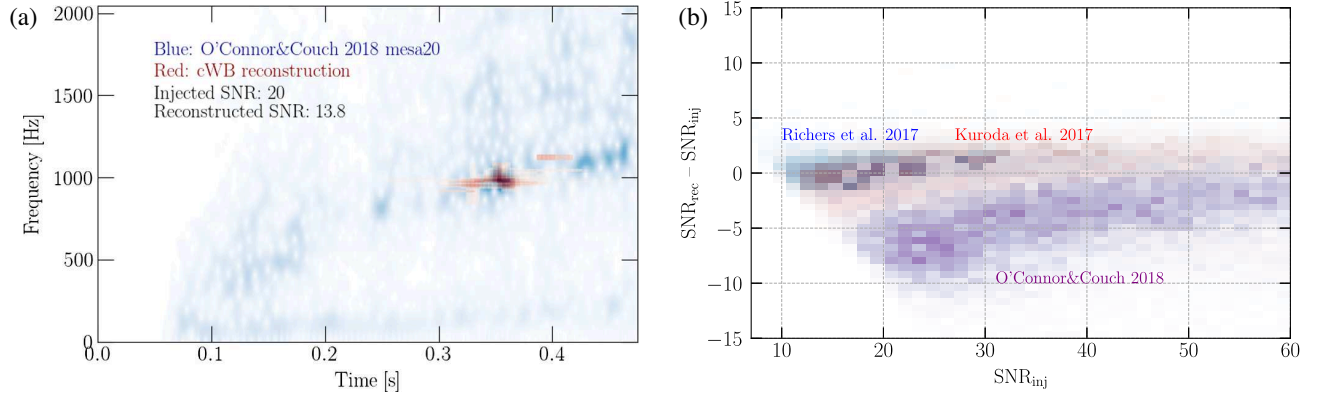 (a)
2000
1500
1000
500
0
Frequency [Hz]
Blue: O'Connor&Couch 2018 mesa20
Red: cWB reconstruction
Injected SNR: 20
Reconstructed SNR: 13.8
0.0
0.1
0.2
0.3
0.4
Time [s]
(b)
15
10
5
0
−5
−10
−15
SNRrec − SNRinj
Richers et al. 2017
Kuroda et al. 2017
O'Connor&Couch 2018
10
20
30
40
50
60
SNRinj